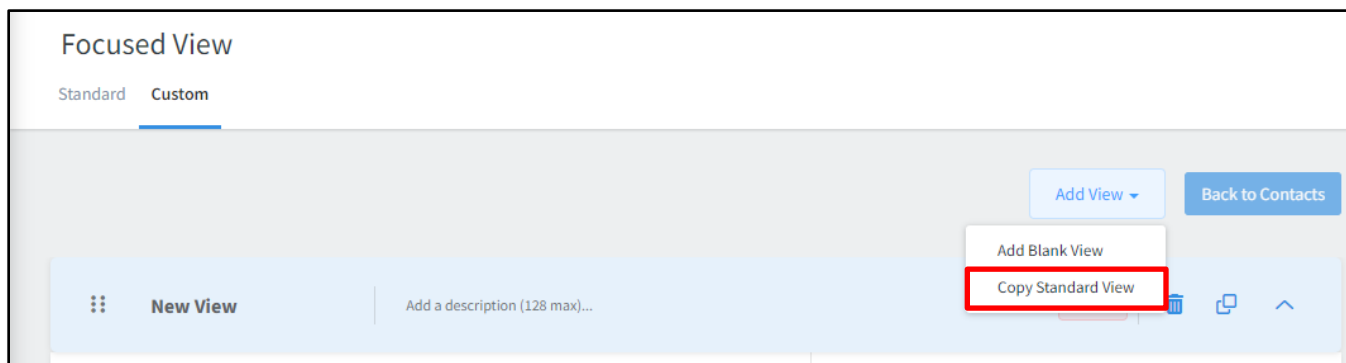 Focused View
Standard Custom
Add View Back to Contacts
Add Blank View
Copy Standard View
New View Add a description (128 max)...